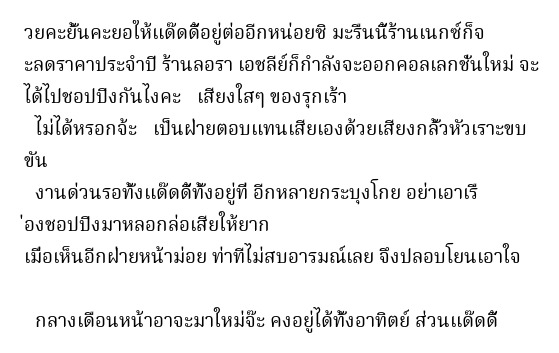 วยคะย้ั้นคะยอให้แด๊ดดี้อยู่ต่ออีกหน่อยซิ มะรืนนี้ร้านเนกซ์ก็จ
ะลดราคาประจำปี ร้านลอรา เอชลีย์ก็กำลังจะออกคอลเลกชั่นใหม่ จะ
ได้ไปชอปปิงกันไงคะ เสียงใสๆ ของรุกเร้า
ไม่ได้หรอกจ้ะ เป็นฝ่ายตอบแทนเสียเองด้วยเสียงกลั้วหัวเราะขบ
ขัน
งานด่วนรอทั้งแด๊ดดี้ทั้งอยู่ที่ อีกหลายกระบุงโกย อย่าเอาเรื
่องชอปปิงมาหลอกล่อเสียให้ยาก
เมื่อเห็นอีกฝ่ายหน้าม่อย ท่าทีไม่สบอารมณ์เลย จึงปลอบโยนเอาใจ
กลางเดือนหน้าอาจจะมาใหม่จ๊ะ คงอยู่ได้ทั้งอาทิตย์ ส่วนแด๊ดดี้